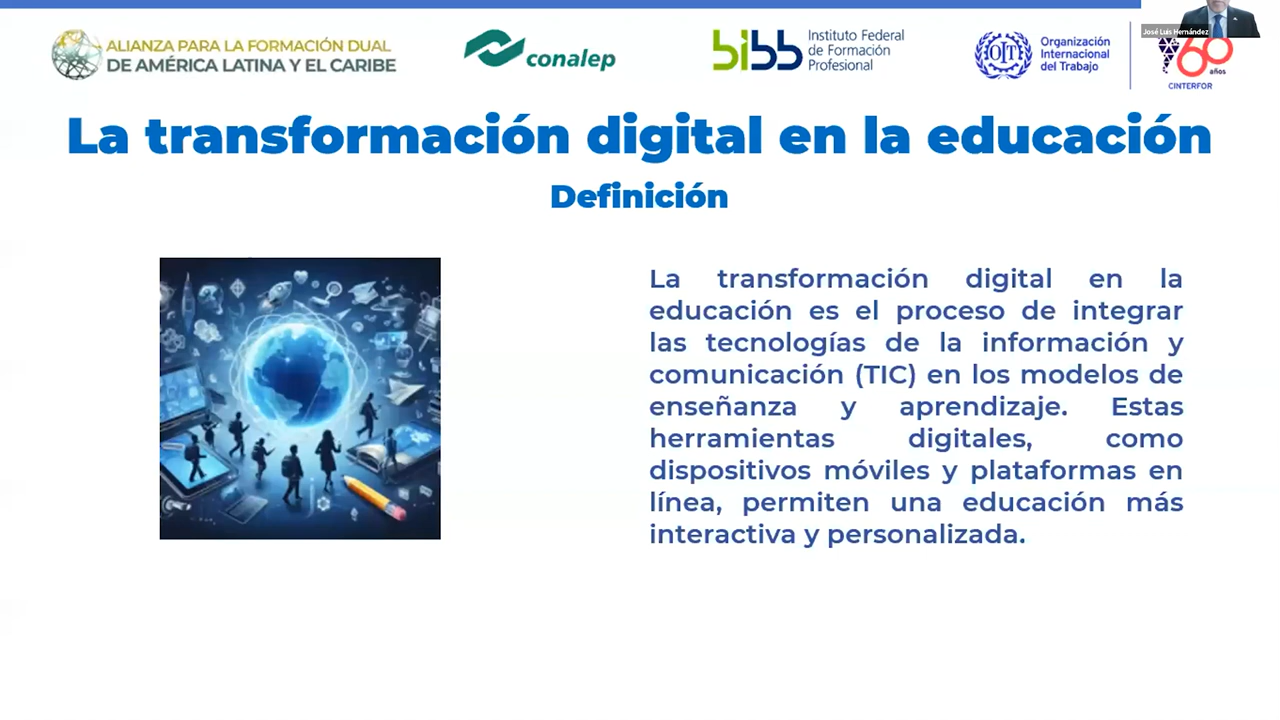 ALIANZA PARA LA FORMACIÓN DUAL
DE AMÉRICA LATINA Y EL CARIBE
conalep
bibb
Instituto Federal
de Formación
Profesional
OIT
Organización
Internacional
del Trabajo
José Luis Hernández
60
años
CINTERFOR
La transformación digital en la educación
Definición
La transformación digital en la
educación es el proceso de integrar
las tecnologías de la información y
comunicación (TIC) en los modelos de
enseñanza y aprendizaje. Estas
herramientas digitales, como
dispositivos móviles y plataformas en
línea, permiten una educación más
interactiva y personalizada.